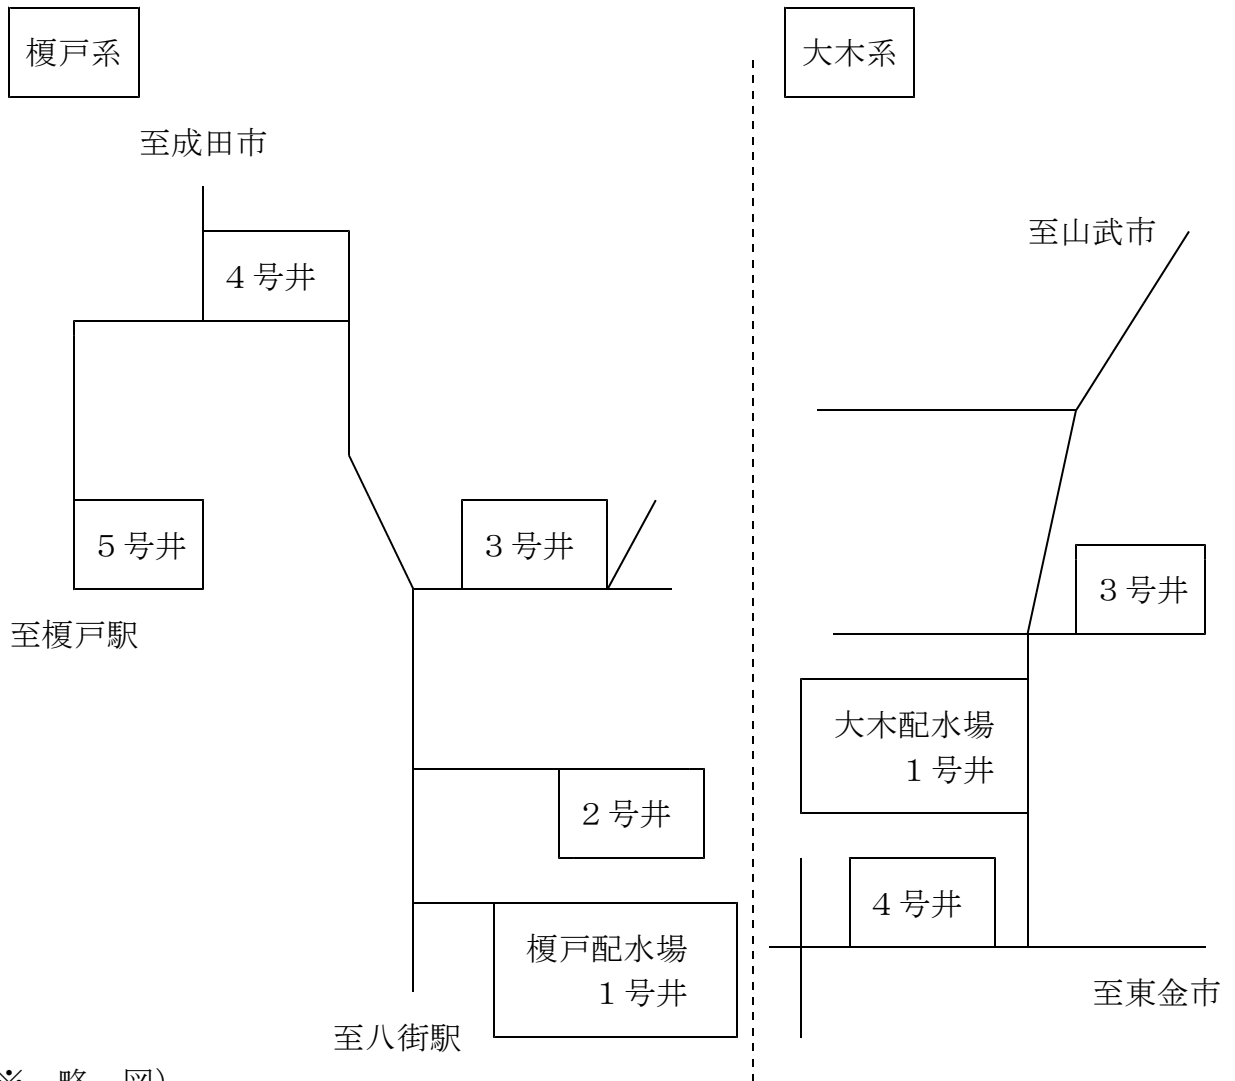 榎戸系
至成田市
４号井
５号井
３号井
至榎戸駅
２号井
榎戸配水場
１号井
至八街駅
大木系
至山武市
３号井
大木配水場
１号井
４号井
至東金市
※　略　図）